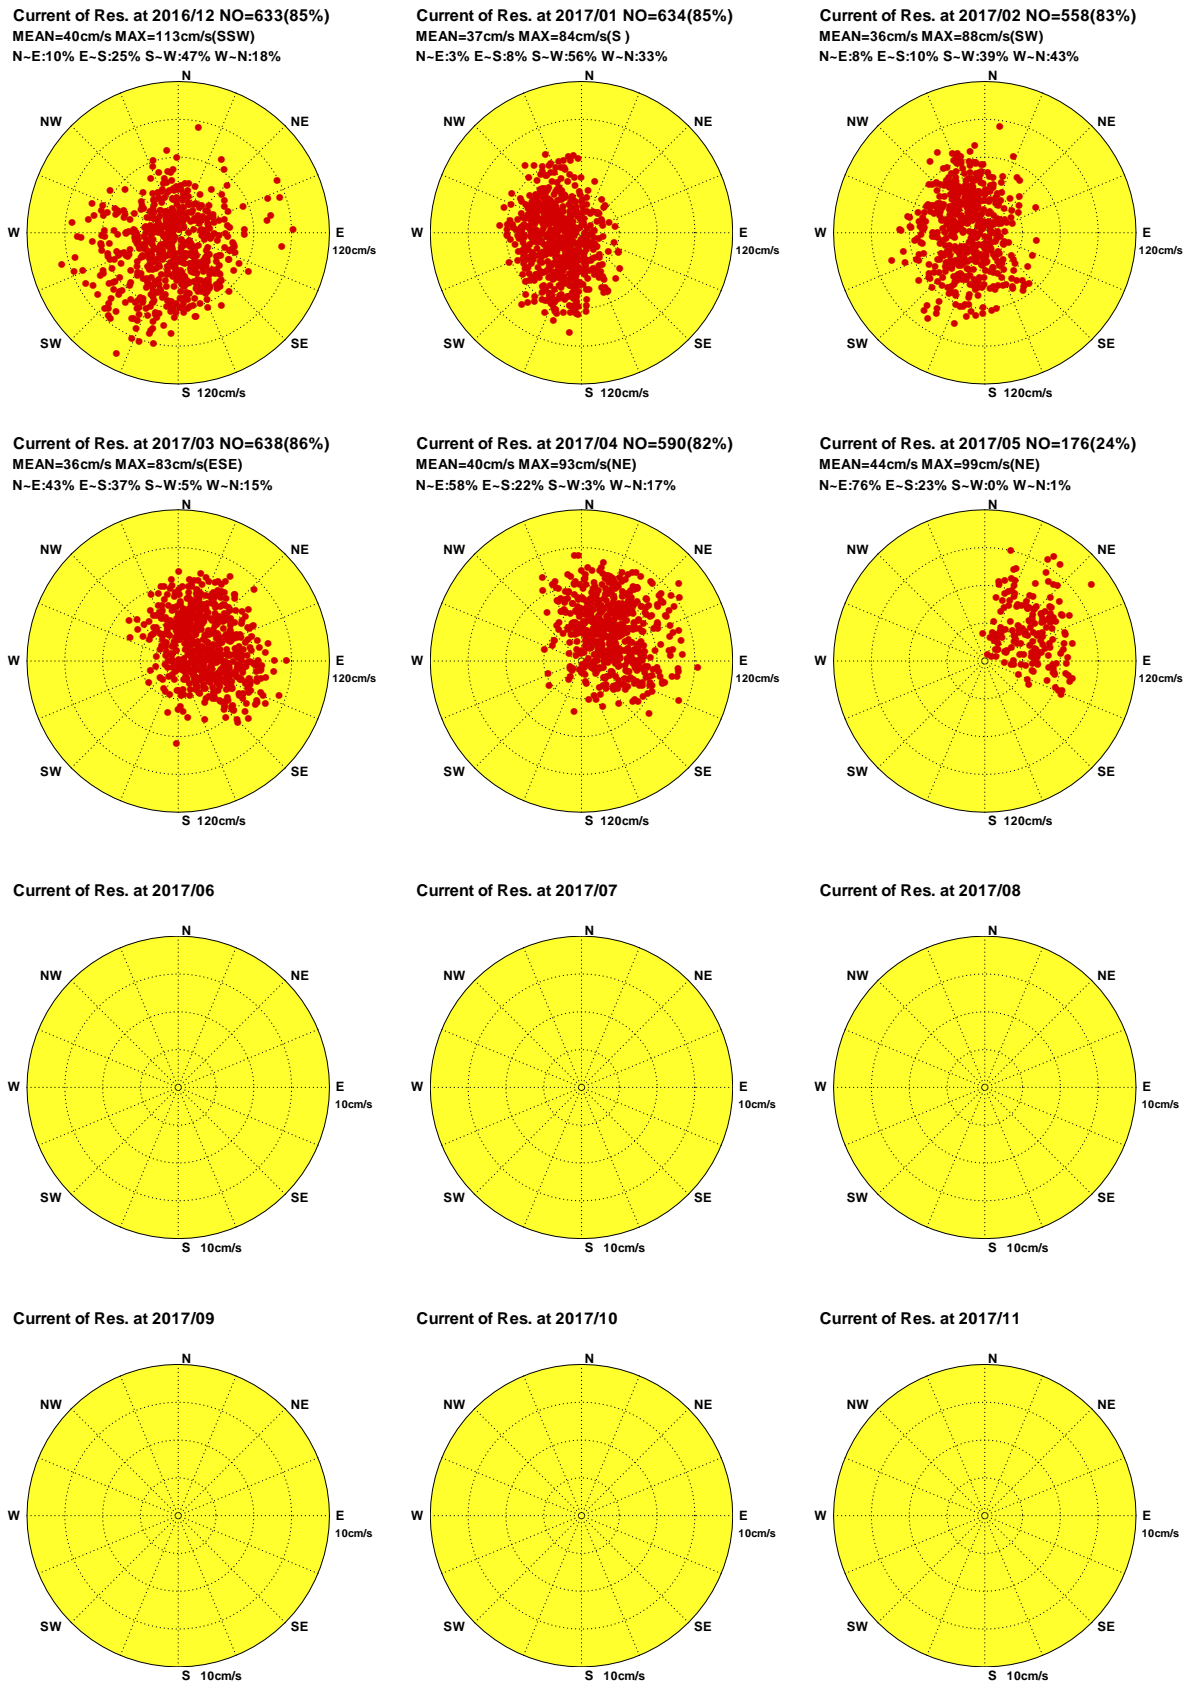 Current of Res. at 2016/12 NO=633(85%)
MEAN=40cm/s MAX=113cm/s(SSW)
N~E:10% E~S:25% S~W:47% W~N:18%
N
NW
NE
W
E
120cm/s
SW
SE
S 120cm/s
Current of Res. at 2017/01 NO=634(85%)
MEAN=37cm/s MAX=84cm/s(S )
N~E:3% E~S:8% S~W:56% W~N:33%
N
NW
NE
W
E
120cm/s
SW
SE
S 120cm/s
Current of Res. at 2017/02 NO=558(83%)
MEAN=36cm/s MAX=88cm/s(SW)
N~E:8% E~S:10% S~W:39% W~N:43%
N
NW
NE
W
E
120cm/s
SW
SE
S 120cm/s
Current of Res. at 2017/03 NO=638(86%)
MEAN=36cm/s MAX=83cm/s(ESE)
N~E:43% E~S:37% S~W:5% W~N:15%
N
NW
NE
W
E
120cm/s
SW
SE
S 120cm/s
Current of Res. at 2017/04 NO=590(82%)
MEAN=40cm/s MAX=93cm/s(NE)
N~E:58% E~S:22% S~W:3% W~N:17%
N
NW
NE
W
E
120cm/s
SW
SE
S 120cm/s
Current of Res. at 2017/05 NO=176(24%)
MEAN=44cm/s MAX=99cm/s(NE)
N~E:76% E~S:23% S~W:0% W~N:1%
N
NW
NE
W
E
120cm/s
SW
SE
S 120cm/s
Current of Res. at 2017/06
N
NW
NE
W
E
10cm/s
SW
SE
S 10cm/s
Current of Res. at 2017/07
N
NW
NE
W
E
10cm/s
SW
SE
S 10cm/s
Current of Res. at 2017/08
N
NW
NE
W
E
10cm/s
SW
SE
S 10cm/s
Current of Res. at 2017/09
N
NW
NE
W
E
10cm/s
SW
SE
S 10cm/s
Current of Res. at 2017/10
N
NW
NE
W
E
10cm/s
SW
SE
S 10cm/s
Current of Res. at 2017/11
N
NW
NE
W
E
10cm/s
SW
SE
S 10cm/s